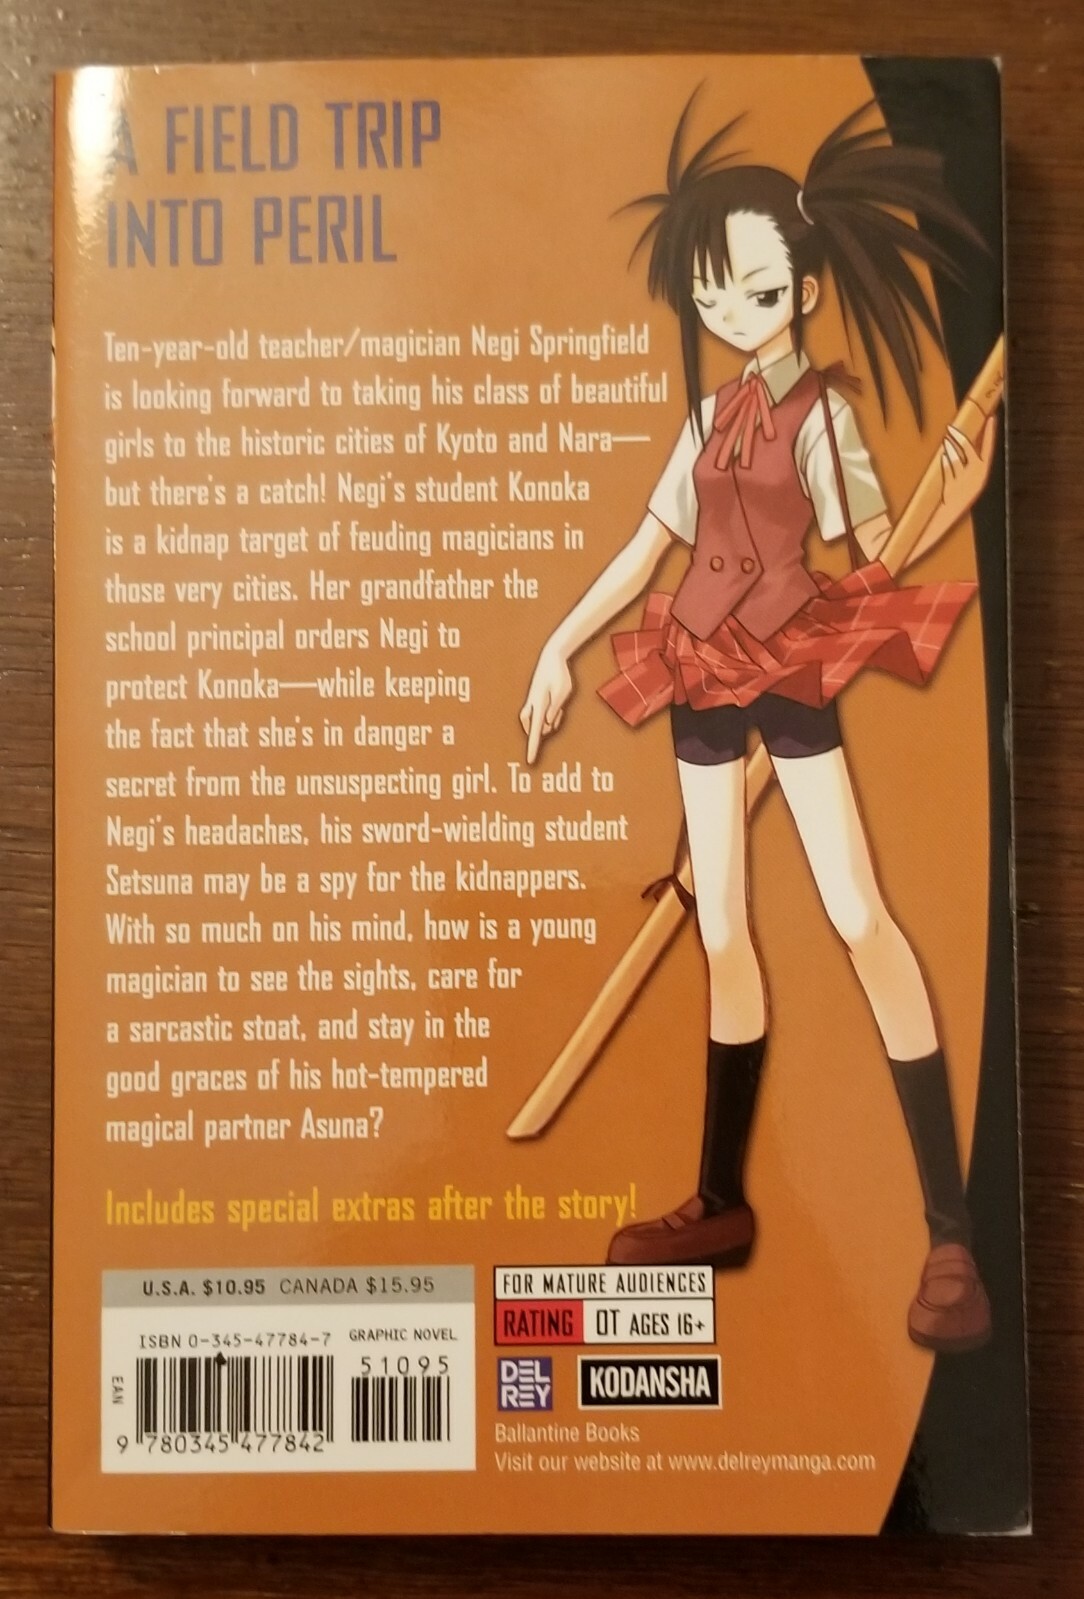 A FIELD TRIP
INTO PERIL
Ten-year-old teacher/magician Negi Springfield
is looking forward to taking his class of beautiful
girls to the historic cities of Kyoto and Nara—
but there's a catch! Negi's student Konoka
is a kidnap target of feuding magicians in
those very cities. Her grandfather the
school principal orders Negi to
protect Konoka—while keeping
the fact that she's in danger a
secret from the unsuspecting girl. To add to
Negi's headaches, his sword-wielding student
Setsuna may be a spy for the kidnappers.
With so much on his mind, how is a young
magician to see the sights, care for
a sarcastic stoat, and stay in the
good graces of his hot-tempered
magical partner Asuna?
Includes special extras after the story!
U.S.A. $10.95 CANADA $15.95
ISBN 0-345-47784-7 GRAPHIC NOVEL
51095
EAN
9 780345 477842
FOR MATURE AUDIENCES
RATING OT AGES 16+
DEL
REY
KODANSHA
Ballantine Books
Visit our website at www.delreymanga.com